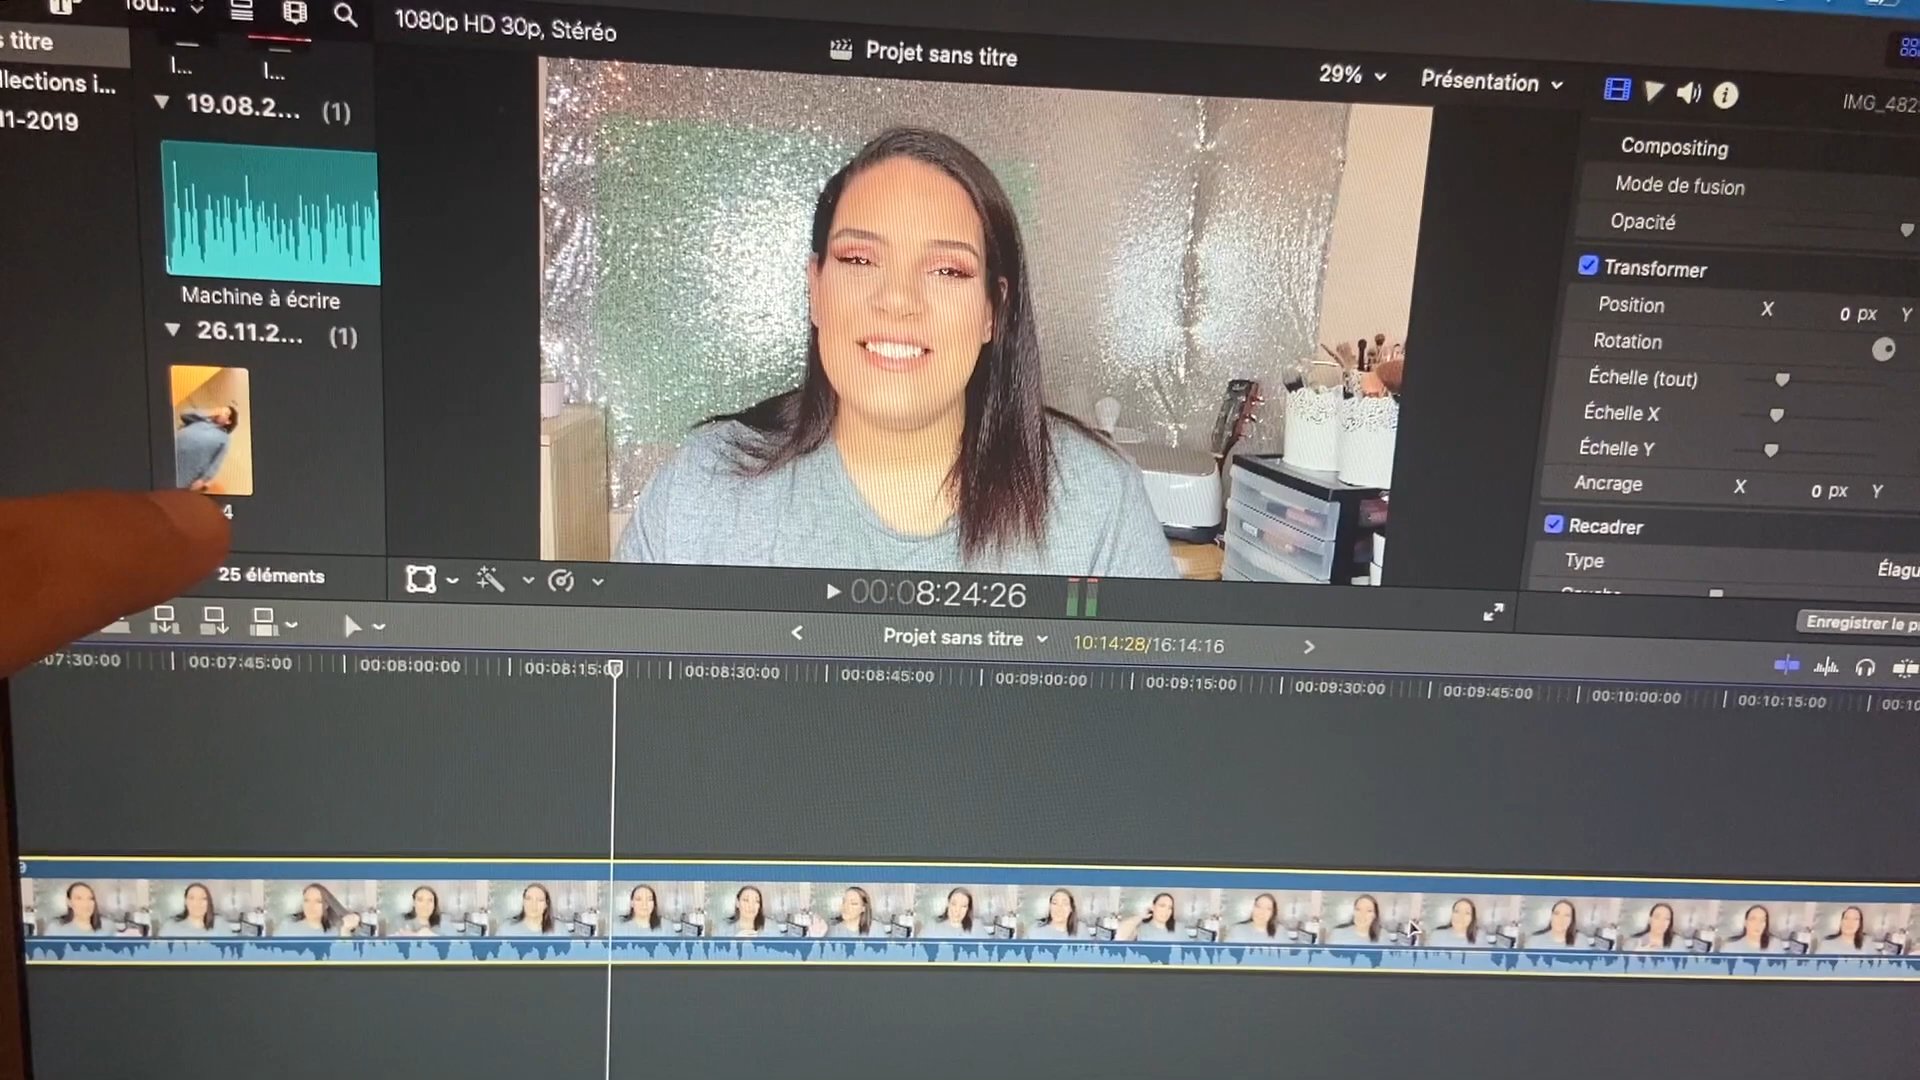 1080p HD 30p, Stéréo
Projet sans titre
29%
Présentation
titre
llections i...
11-2019
I...
I...
19.08.2... (1)
Machine à écrire
26.11.2... (1)
4
25 éléments
IMG_482
Compositing
Mode de fusion
Opacité
Transformer
Position X 0 px Y
Rotation
Échelle (tout)
Échelle X
Échelle Y
Ancrage X 0 px Y
Recadrer
Type Élagu
Enregistrer le p
00:08:24:26
Projet sans titre
10:14:28/16:14:16
07:30:00
00:07:45:00
00:08:00:00
00:08:15:00
00:08:30:00
00:08:45:00
00:09:00:00
00:09:15:00
00:09:30:00
00:09:45:00
00:10:00:00
00:10:15:00
00:10